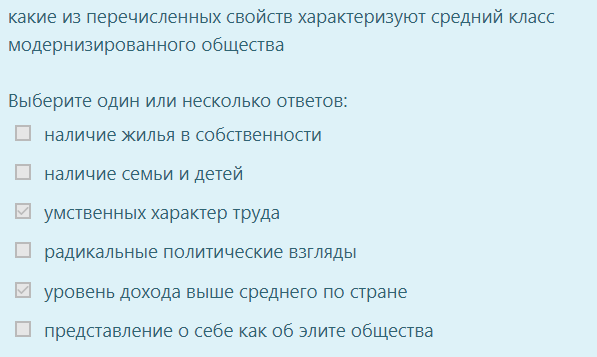 какие из перечисленных свойств характеризуют средний класс
модернизированного общества
Выберите один или несколько ответов:
наличие жилья в собственности
наличие семьи и детей
умственных характер труда
радикальные политические взгляды
уровень дохода выше среднего по стране
представление о себе как об элите общества